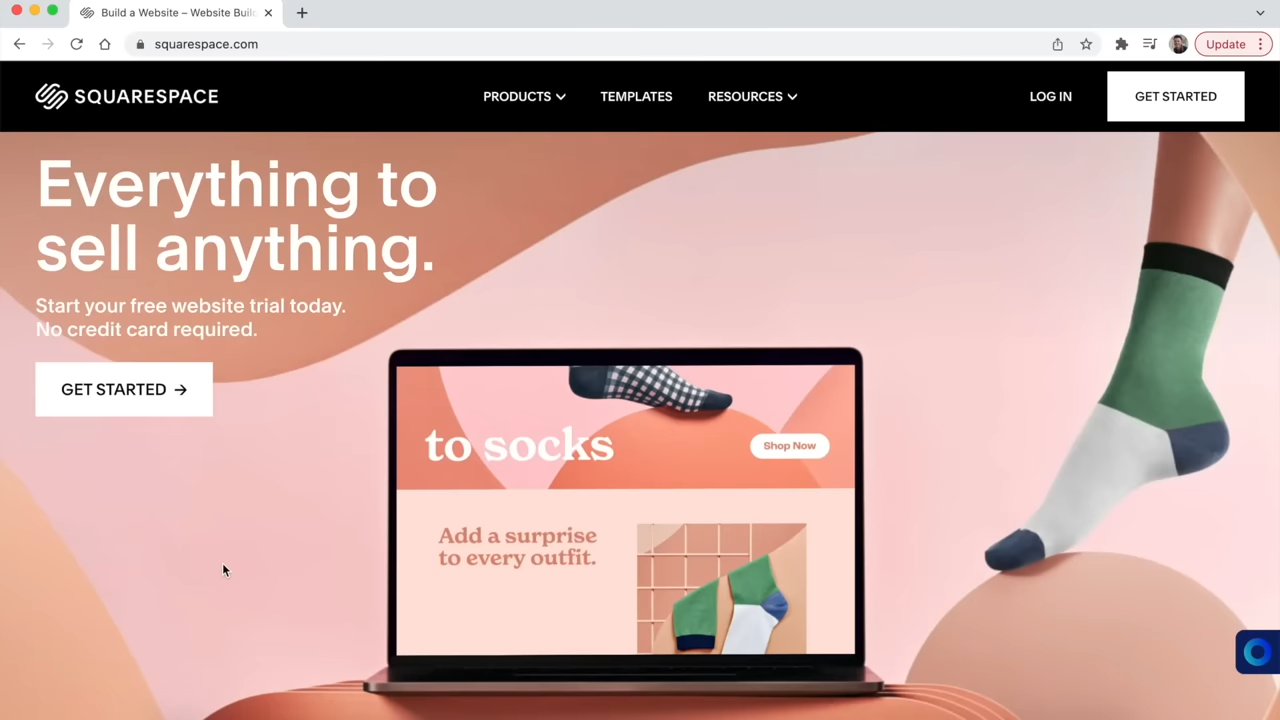 Build a Website – Website Buil
squarespace.com
Update
SQUARESPACE
PRODUCTS
TEMPLATES
RESOURCES
LOG IN
GET STARTED
Everything to
sell anything.
Start your free website trial today.
No credit card required.
GET STARTED →
to socks
Shop Now
Add a surprise
to every outfit.